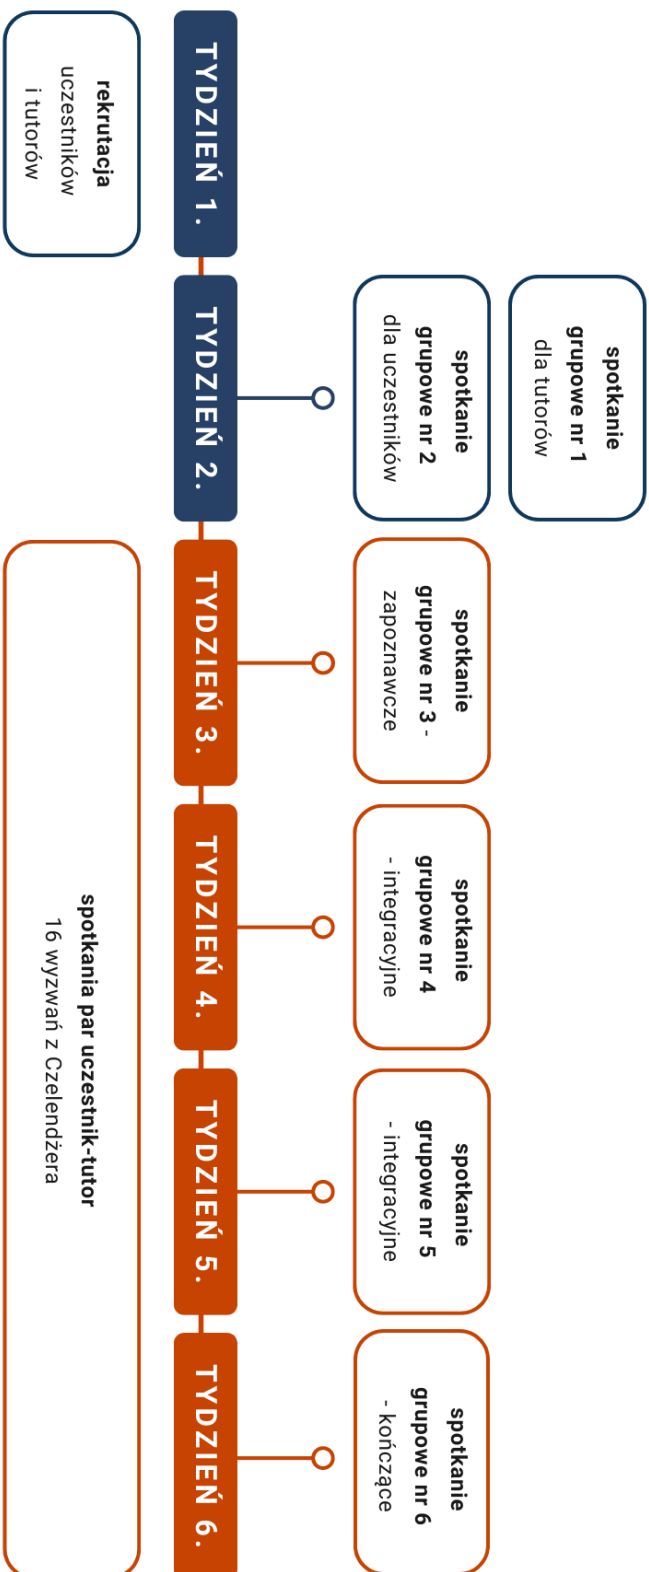 spotkanie
grupowe nr 1
dla tutorów
spotkanie
grupowe nr 2
dla uczestników
spotkanie
grupowe nr 3 -
zapoznawcze
spotkanie
grupowe nr 4
- integracyjne
spotkanie
grupowe nr 5
- integracyjne
spotkanie
grupowe nr 6
- kończące
TYDZIEŃ 1.
TYDZIEŃ 2.
TYDZIEŃ 3.
TYDZIEŃ 4.
TYDZIEŃ 5.
TYDZIEŃ 6.
rekrutacja
uczestników
i tutorów
spotkania par uczestnik-tutor
16 wyzwań z Czelendżera